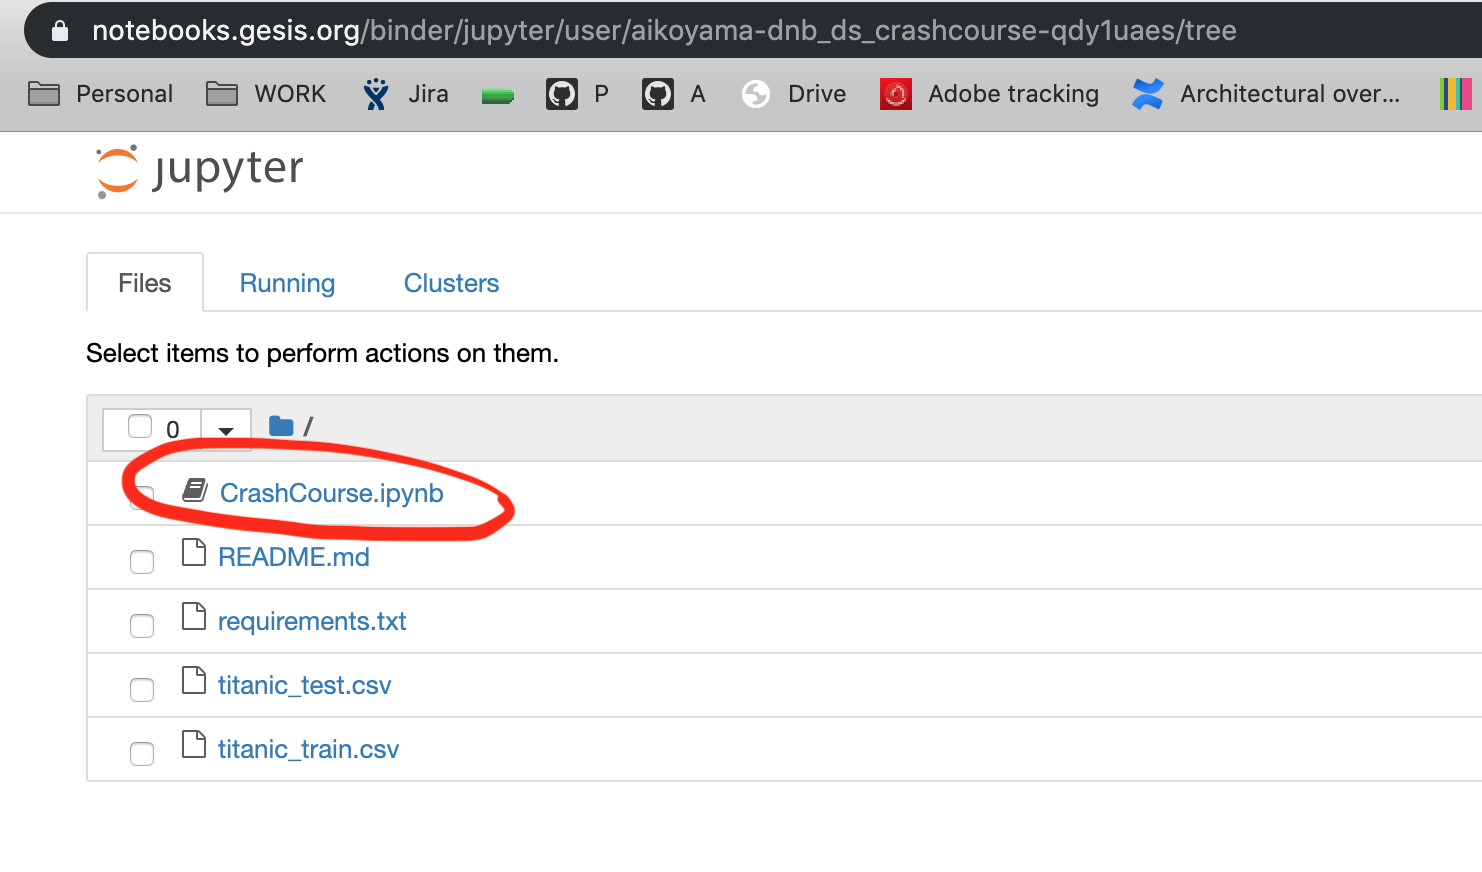 notebooks.gesis.org/binder/jupyter/user/aikoyama-dnb_ds_crashcourse-qdy1uaes/tree
Personal WORK Jira P A Drive Adobe tracking Architectural over...
jupyter
Files Running Clusters
Select items to perform actions on them.
0 /
CrashCourse.ipynb
README.md
requirements.txt
titanic_test.csv
titanic_train.csv